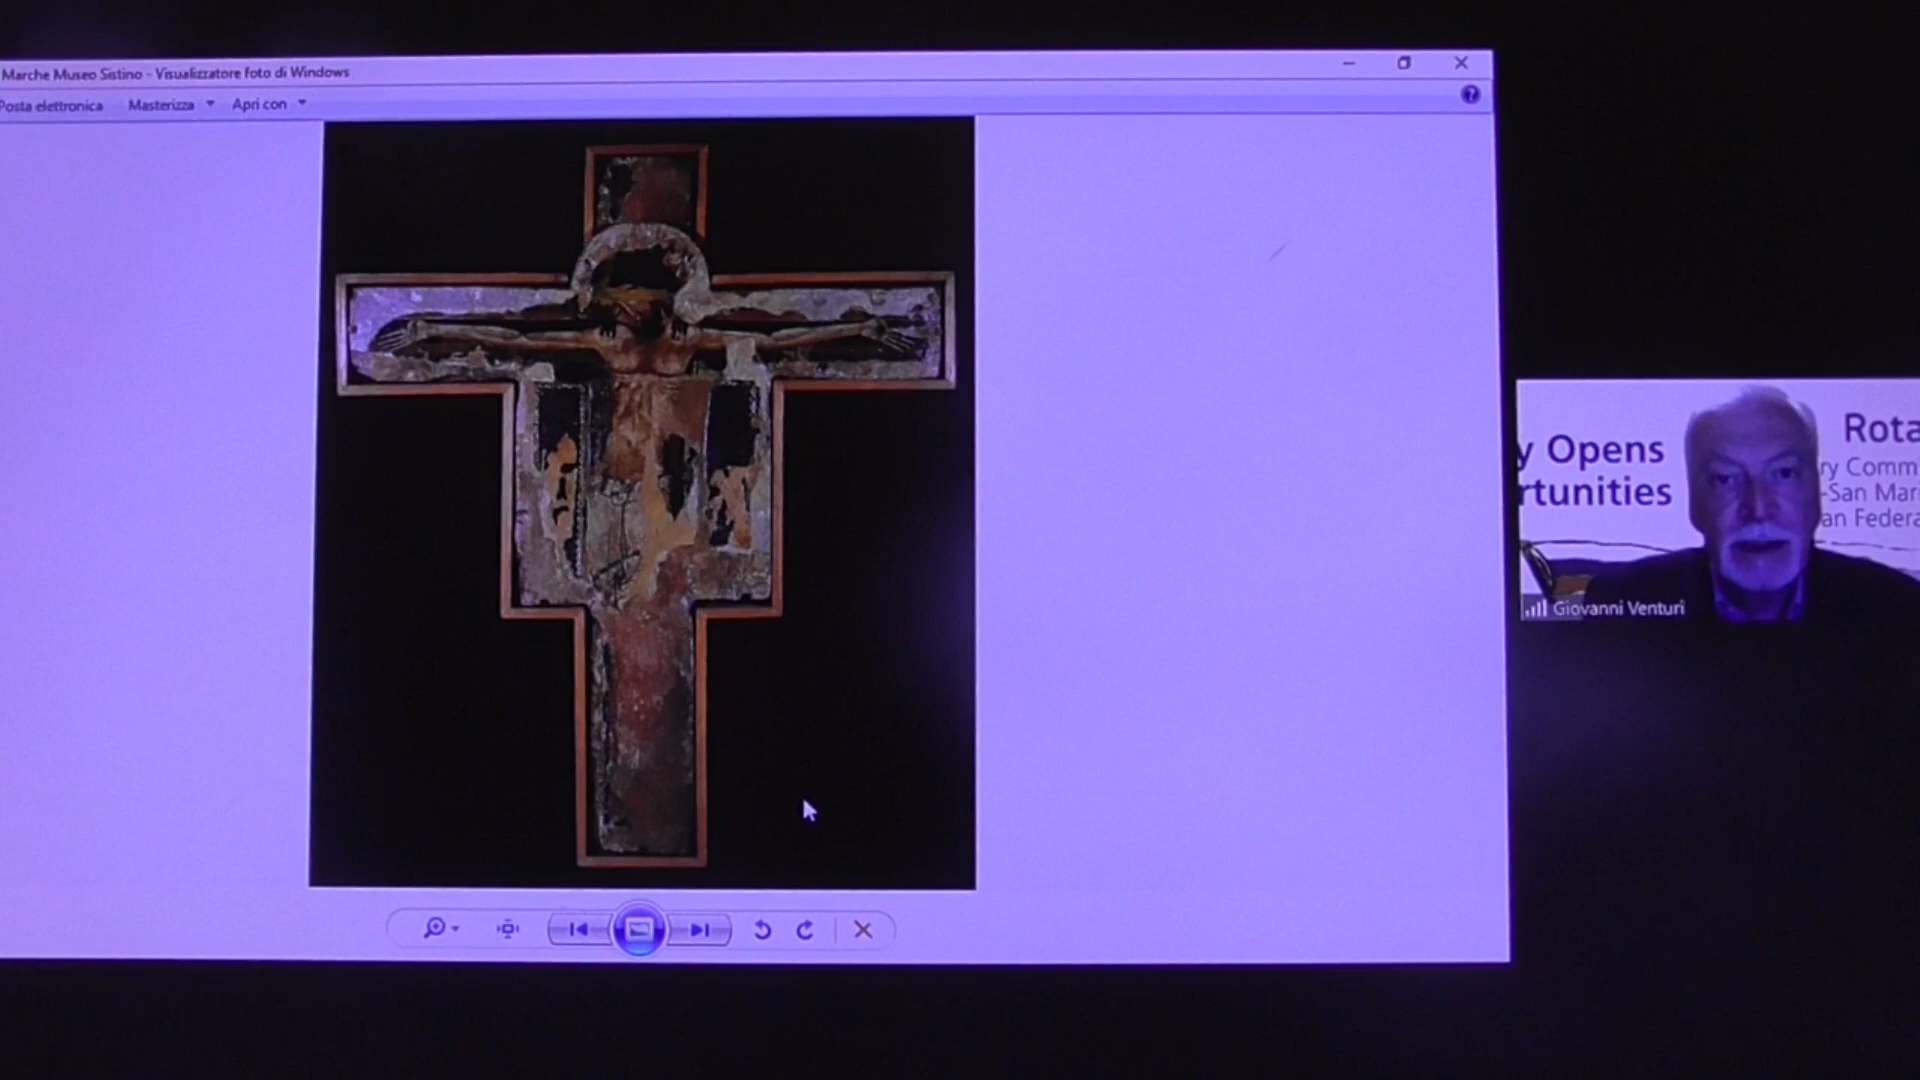 Marche Museo Sistino - Visualizzatore foto di Windows
Posta elettronica Masterizza Apri con
y Opens
rtunities
Rota
ry Comm
-San Mari
an Federa
Giovanni Venturi